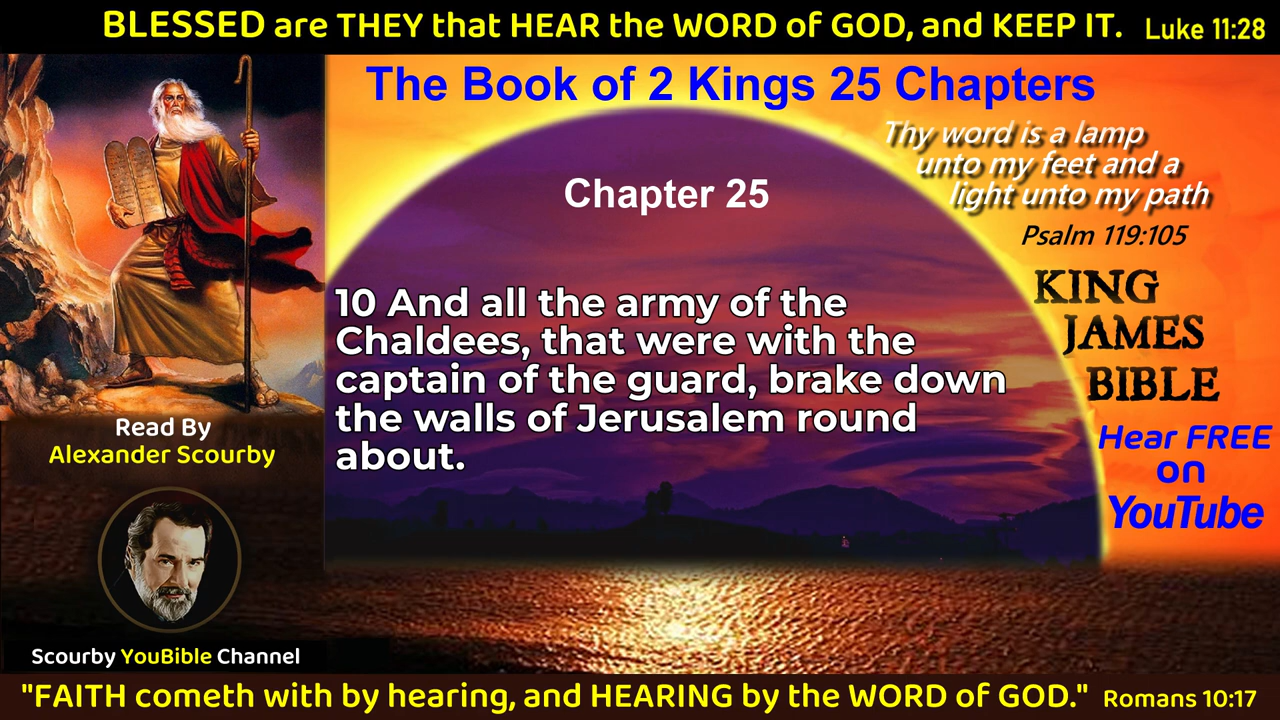 BLESSED are THEY that HEAR the WORD of GOD, and KEEP IT. Luke 11:28
The Book of 2 Kings 25 Chapters
Thy word is a lamp
unto my feet and a
light unto my path
Psalm 119:105
Chapter 25
10 And all the army of the
Chaldees, that were with the
captain of the guard, brake down
the walls of Jerusalem round
about.
KING
JAMES
BIBLE
Hear FREE
on
YouTube
Read By
Alexander Scourby
Scourby YouBible Channel
"FAITH cometh with by hearing, and HEARING by the WORD of GOD." Romans 10:17